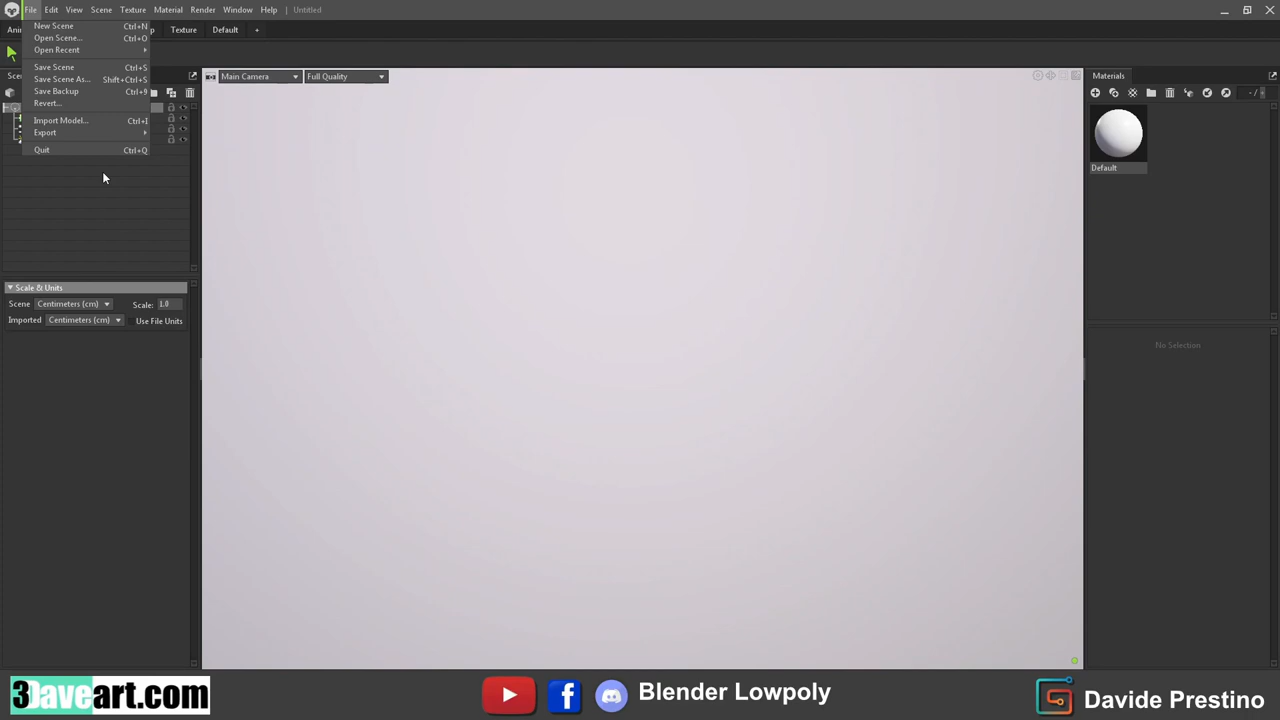 File Edit View Scene Texture Material Render Window Help Untitled
New Scene Ctrl+N
Open Scene... Ctrl+O
Open Recent
Save Scene Ctrl+S
Save Scene As... Shift+Ctrl+S
Save Backup Ctrl+9
Revert...
Import Model... Ctrl+I
Export
Quit Ctrl+Q
Texture Default +
Main Camera Full Quality
Materials
- /
Default
No Selection
Scale & Units
Scene Centimeters (cm) Scale: 1.0
Imported Centimeters (cm) Use File Units
3Daveart.com
Blender Lowpoly
Davide Prestino